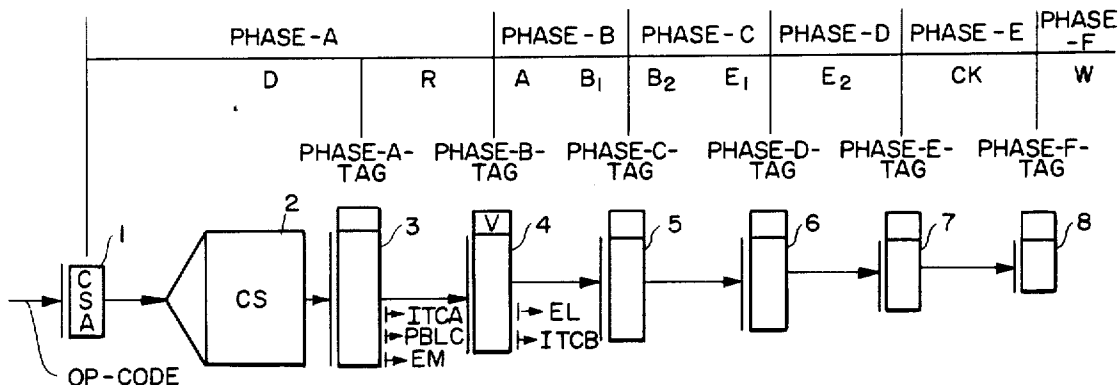 PHASE-A PHASE-B PHASE-C PHASE-D PHASE-E PHASE
-F
D R A B1 B2 E1 E2 CK W
PHASE-A-
TAG
PHASE-B-
TAG
PHASE-C-
TAG
PHASE-D-
TAG
PHASE-E-
TAG
PHASE-F-
TAG
1 2 3 4 5 6 7 8
CSA
CS
V
ITCA
PBLC
EM
EL
ITCB
OP-CODE